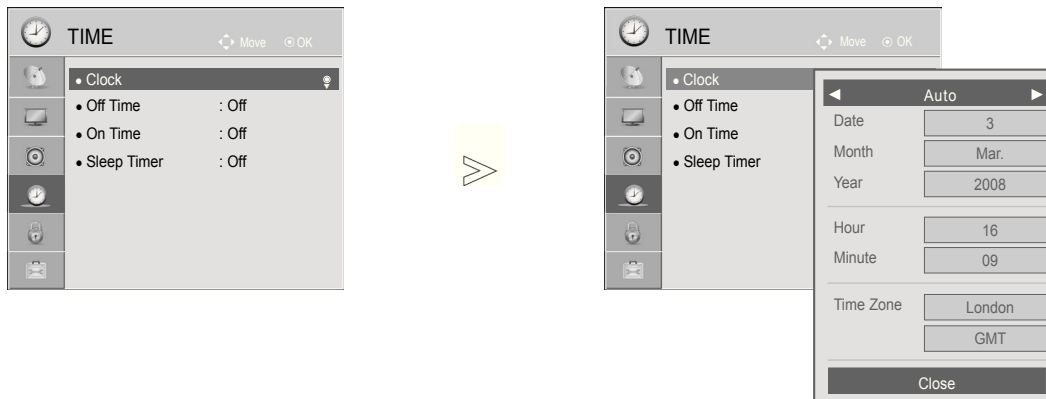 TIME
Move OK
• Clock
• Off Time : Off
• On Time : Off
• Sleep Timer : Off
TIME
Move OK
• Clock
• Off Time
• On Time
• Sleep Timer
◄ Auto ►
Date 3
Month Mar.
Year 2008
Hour 16
Minute 09
Time Zone London
GMT
Close